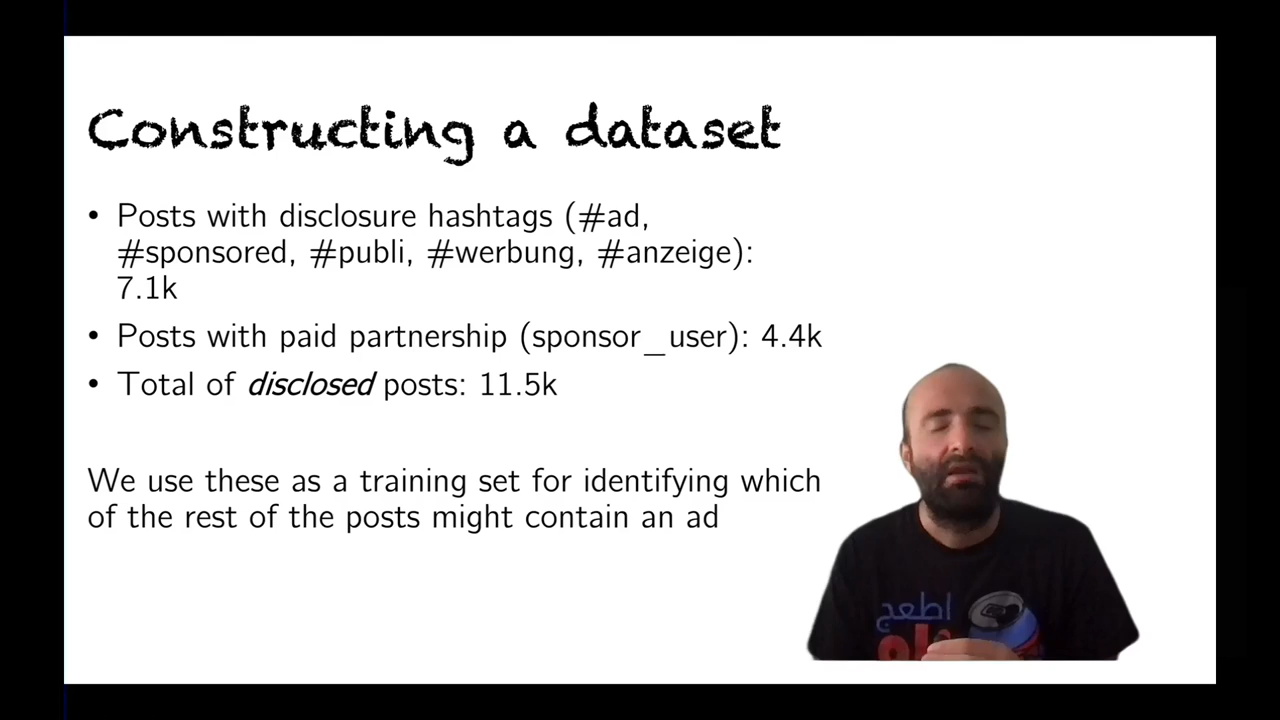 Constructing a dataset
• Posts with disclosure hashtags (#ad,
#sponsored, #publi, #werbung, #anzeige):
7.1k
• Posts with paid partnership (sponsor_user): 4.4k
• Total of disclosed posts: 11.5k
We use these as a training set for identifying which
of the rest of the posts might contain an ad